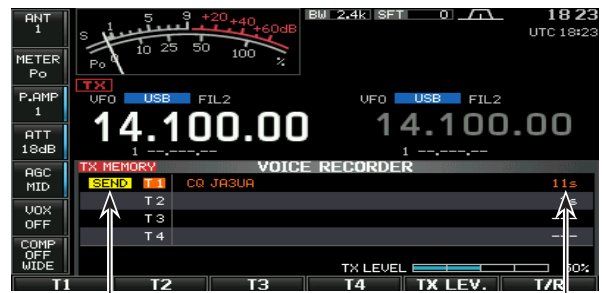 ANT
1
METER
Po
P.AMP
1
ATT
18dB
AGC
MID
VOX
OFF
COMP
OFF
WIDE
S 1 5 9 +20 +40 +60dB
Po 0 10 25 50 100 %
BW 2.4k SFT 0
18 23
UTC 18:23
TX
VFO USB FIL2
14.100.00
1 --.---.--
VFO USB FIL2
14.100.00
1 --.---.--
TX MEMORY VOICE RECORDER
SEND T1 CQ JA3UA 11s
T2 s
T3
T4 ---
TX LEVEL 50%
T1 T2 T3 T4 TX LEV. T/R